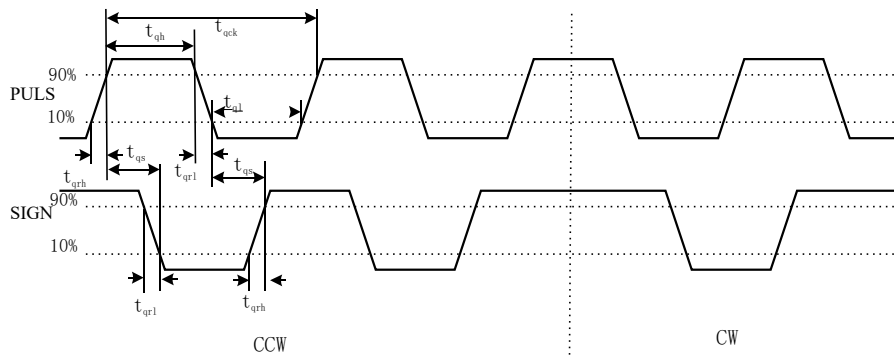 t_qh t_qck
90%
PULS
10% t_ql
t_qs
t_qrh t_qrl t_qs
90%
SIGN
10%
t_qrl t_qrh
CCW CW